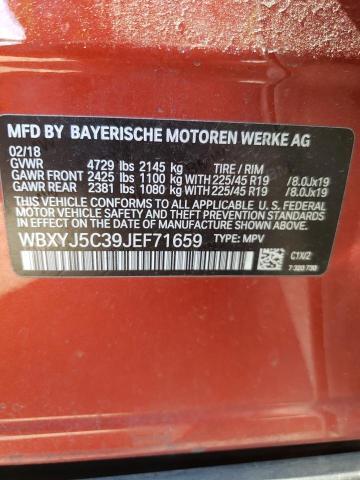 MFD BY BAYERISCHE MOTOREN WERKE AG
02/18
GVWR 4729 lbs 2145 kg TIRE / RIM
GAWR FRONT 2425 lbs 1100 kg 225/45 R19 /8.0Jx19
GAWR REAR 2381 lbs 1080 kg 225/45 R19 /8.0Jx19
THIS VEHICLE CONFORMS TO ALL APPLICABLE U.S. FEDERAL
MOTOR VEHICLE SAFETY, BUMPER, AND THEFT PREVENTION
STANDARDS IN EFFECT ON THE DATE OF MANUFACTURE SHOWN ABOVE.
WBXYJ5C39JEF71659 TYPE: MPV
C1X/2
7 320 730